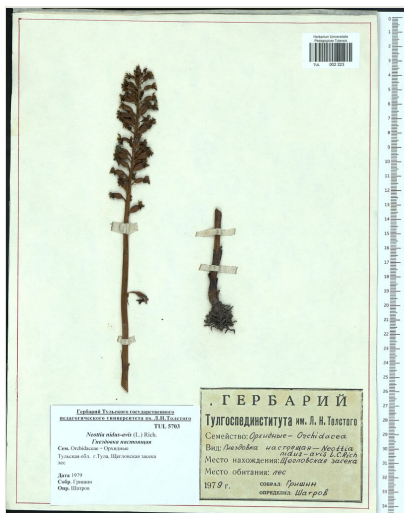 Herbarium Universitatis
Pedagogicae Tulensis
TUL 002 223
Гербарий Тульского государственного
педагогического университета им. Л.Н.Толстого
TUL 5703
Neottia nidus-avis (L.) Rich.
Гнездовка настоящая
Сем. Orchidaceae - Орхидные
Тульская обл. г.Тула, Щегловская засека
лес
Дата 1979
Собр. Гришин
Опр. Шатров
. ГЕРБАРИЙ
Тулгоспединститута им. Л. Н. Толстого
Семейство: Орхидные - Orchidacea
Вид: Гнездовка настоящая - Neottia
nidus-avis L.C.Rich
Место нахождения: Щегловская засека
Место обитания: лес
1979 г. СОБРАЛ Гришин
ОПРЕДЕЛИЛ Шатров